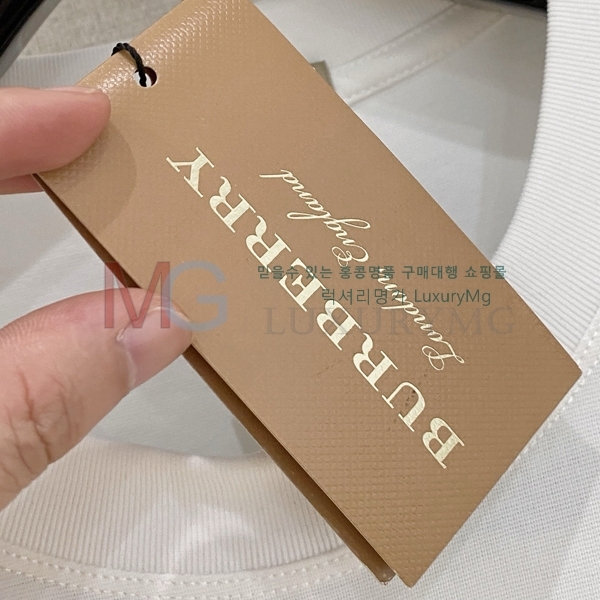 BURBERRY
London England
MG
믿을수 있는 홍콩명품 구매대행 쇼핑몰
럭셔리명가 LuxuryMg
LUXURYMG